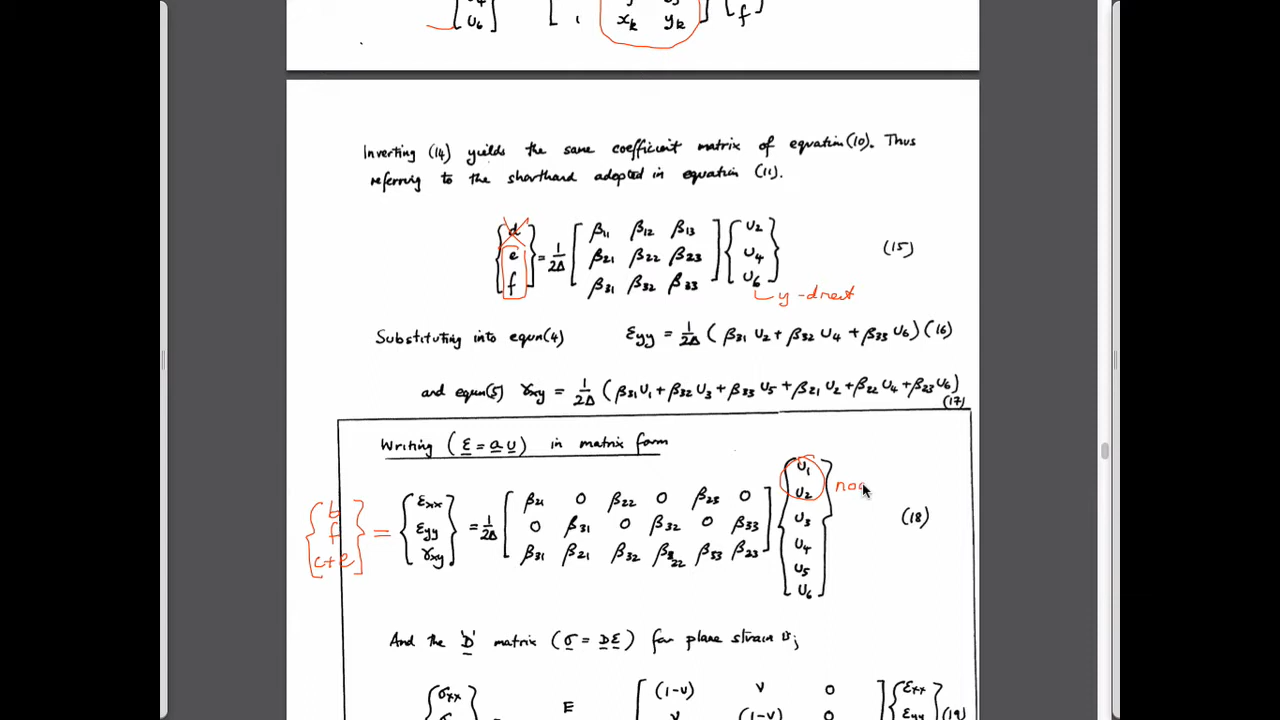 U6 1 xk yk f
Inverting (14) yields the same coefficient matrix of equation (10). Thus
referring to the shorthand adopted in equation (11).
{d e f} = 1/2Δ [β11 β12 β13
β21 β22 β23
β31 β32 β33] {U2 U4 U6} (15)
y-direct
Substituting into equn(4) εyy = 1/2Δ (β31 U2 + β32 U4 + β33 U6) (16)
and equn(5) γxy = 1/2Δ (β31 U1 + β32 U3 + β33 U5 + β21 U2 + β22 U4 + β23 U6)
(17)
Writing (ε = a u) in matrix form
{b f c+e} = {εxx εyy γxy} = 1/2Δ [β21 0 β22 0 β23 0
0 β31 0 β32 0 β33
β31 β21 β32 β22 β33 β23] {U1 U2 U3 U4 U5 U6} (18)
nod
And the 'D' matrix (σ = D ε) for plane strain is;
σxx E (1-ν) ν 0 εxx
ν (1-ν) 0 εyy (19)